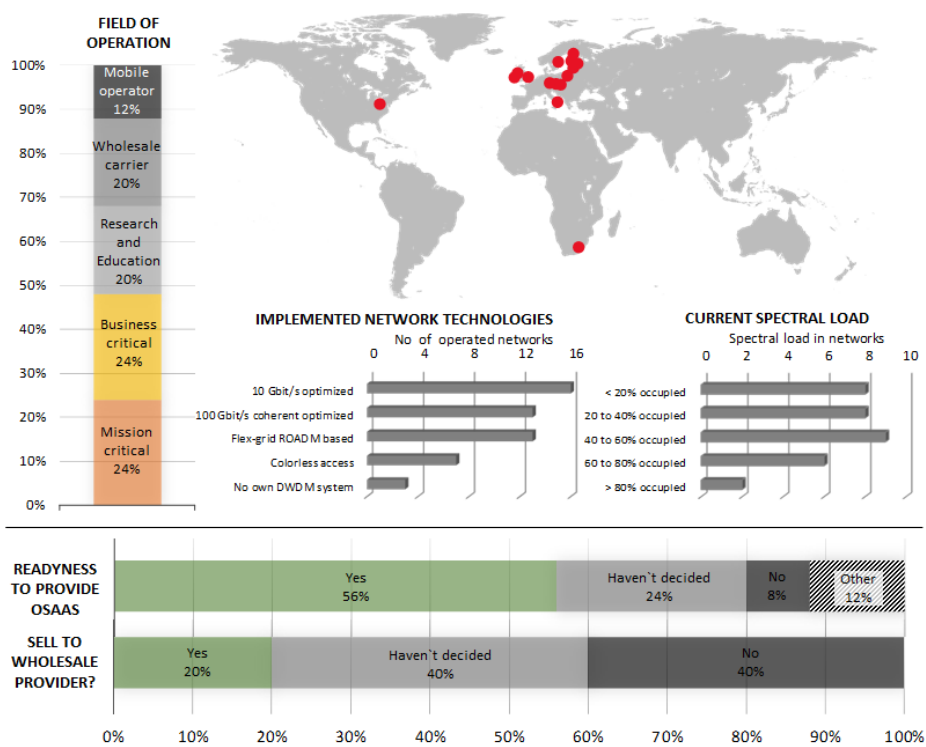 FIELD OF
OPERATION
100%
90%
80%
70%
60%
50%
40%
30%
20%
10%
0%
Mobile
operator
12%
Wholesale
carrier
20%
Research
and
Education
20%
Business
critical
24%
Mission
critical
24%
IMPLEMENTED NETWORK TECHNOLOGIES
No of operated networks
0 4 8 12 16
10 Gbit/s optimized
100 Gbit/s coherent optimized
Flex-grid ROADM based
Colorless access
No own DWDM system
CURRENT SPECTRAL LOAD
Spectral load in networks
0 2 4 6 8 10
< 20% occupied
20 to 40% occupied
40 to 60% occupied
60 to 80% occupied
> 80% occupied
READYNESS
TO PROVIDE
OSAAS
Yes
56%
Haven`t decided
24%
No
8%
Other
12%
SELL TO
WHOLESALE
PROVIDER?
Yes
20%
Haven`t decided
40%
No
40%
0% 10% 20% 30% 40% 50% 60% 70% 80% 90% 100%